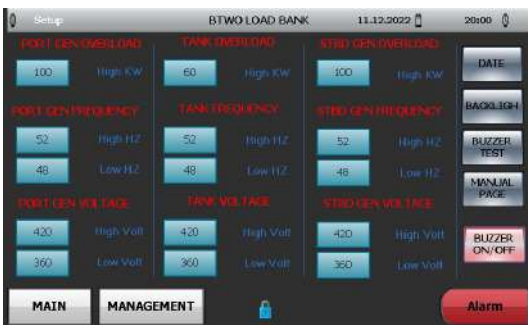 Setup BTWO LOAD BANK 11.12.2022 20:00
PORT GEN OVERLOAD TANK OVERLOAD STBD GEN OVERLOAD
100 High KW 60 High KW 100 High KW
DATE
PORT GEN FREQUENCY TANK FREQUENCY STBD GEN FREQUENCY
BACKLIGH
52 High HZ 52 High HZ 52 High HZ
BUZZER
TEST
48 Low HZ 48 Low HZ 48 Low HZ
MANUAL
PAGE
PORT GEN VOLTAGE TANK VOLTAGE STBD GEN VOLTAGE
420 High Volt 420 High Volt 420 High Volt
BUZZER
ON/OFF
360 Low Volt 360 Low Volt 360 Low Volt
MAIN MANAGEMENT Alarm